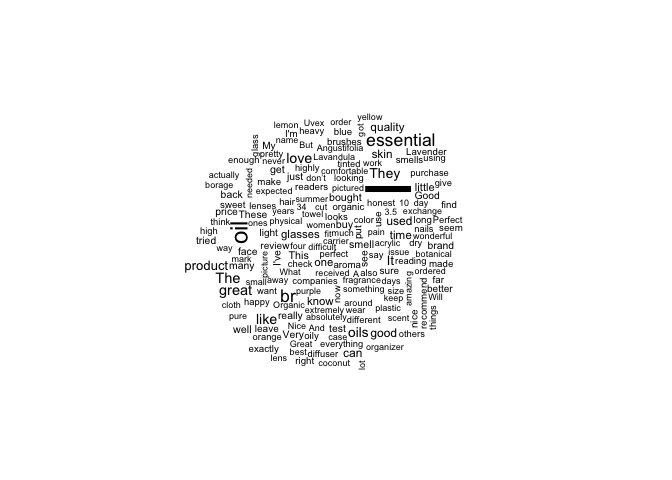 yellow
lemon Uvex order got
I'm heavy blue quality
name brushes essential
glass My But Angustifolia
pretty love Lavandula skin Lavender
enough never tinted work smells using
get highly comfortable They purchase
actually needed just don't looking
borage make readers pictured little give
back expected summer bought Good
sweet lenses hair 34 cut organic honest 10 day find
price These years towel looks color use 3.5 exchange
think ones physical women buy used long Perfect
oil light glasses fit much put pain time nails seem
high carrier wonderful
tried review four difficult smell acrylic dry brand
way face I've This perfect see say issue botanical
mark picture check one aroma It reading made
product many What received A also sure ordered
The small away companies fragrance days amazing far
great want purple now something size better
br keep Will
cloth happy Organic know around plastic recommend things
pure like really extremely wear scent nice
absolutely different
well leave Nice And test oils good others
orange Very oily case
Great everything organizer
exactly best diffuser can
lens right coconut lot